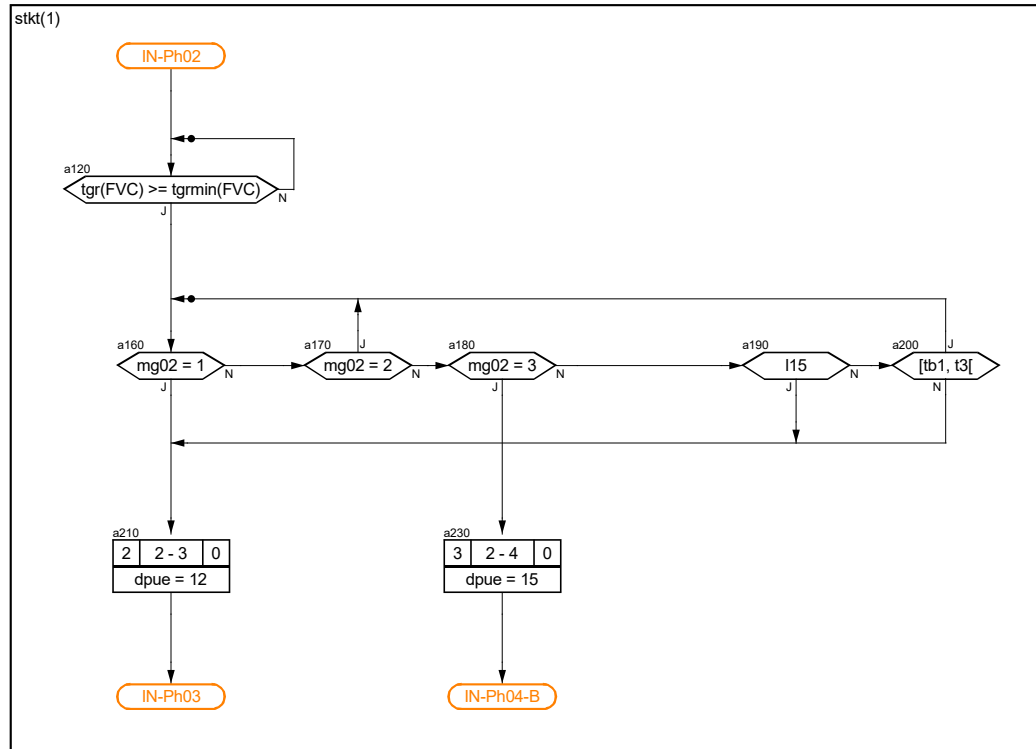 stkt(1)
IN-Ph02
a120
tgr(FVC) >= tgrmin(FVC)
N
J
a160
mg02 = 1
N
J
a170
mg02 = 2
J
N
a180
mg02 = 3
N
J
a190
l15
N
J
a200
[tb1, t3[
J
N
a210
2 2 - 3 0
dpue = 12
a230
3 2 - 4 0
dpue = 15
IN-Ph03
IN-Ph04-B